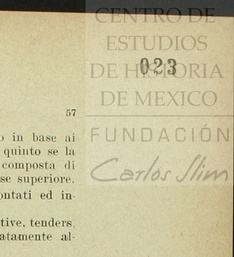 CENTRO DE
ESTUDIOS
DE HISTORIA
DE MEXICO
FUNDACIÓN
Carlos Slim
023
57
o in base ai
quinto se la
composta di
se superiore.
ontati ed in-
tive, tenders,
atamente al-